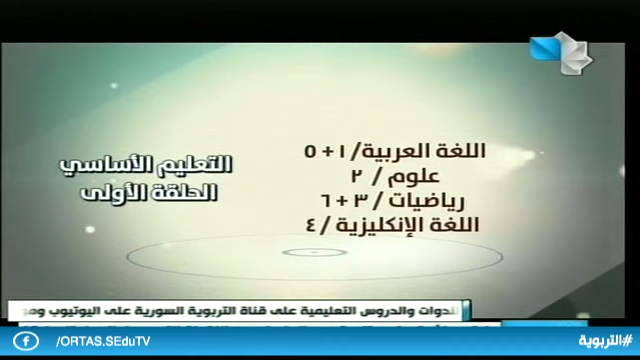 اللغة العربية/ ١ + ٥
علوم / ٢
رياضيات / ٣ + ٦
اللغة الإنكليزية / ٤
التعليم الأساسي
الحلقة الأولى
والدروس التعليمية على قناة التربوية السورية على اليوتيوب
#التربوية
/ORTAS.SEduTV